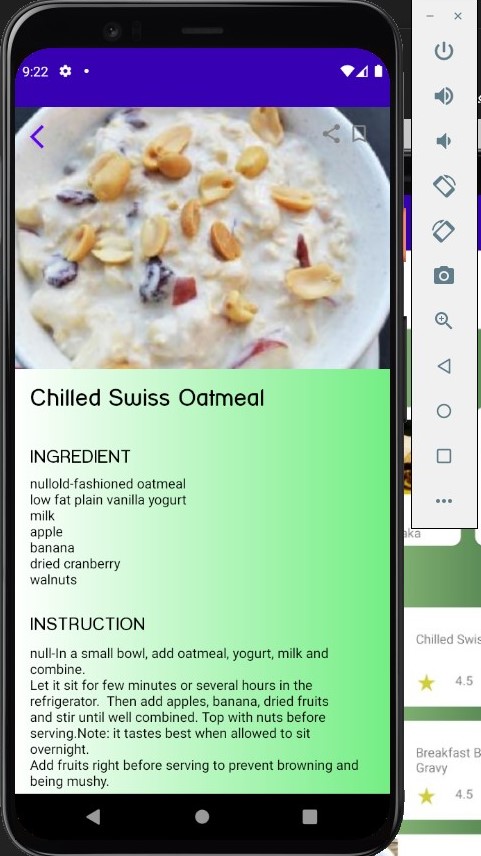 9:22
Chilled Swiss Oatmeal
INGREDIENT
nullold-fashioned oatmeal
low fat plain vanilla yogurt
milk
apple
banana
dried cranberry
walnuts
INSTRUCTION
null-In a small bowl, add oatmeal, yogurt, milk and
combine.
Let it sit for few minutes or several hours in the
refrigerator.  Then add apples, banana, dried fruits
and stir until well combined. Top with nuts before
serving.Note: it tastes best when allowed to sit
overnight.
Add fruits right before serving to prevent browning and
being mushy.
aka
Chilled Swis
4.5
Breakfast B
Gravy
4.5